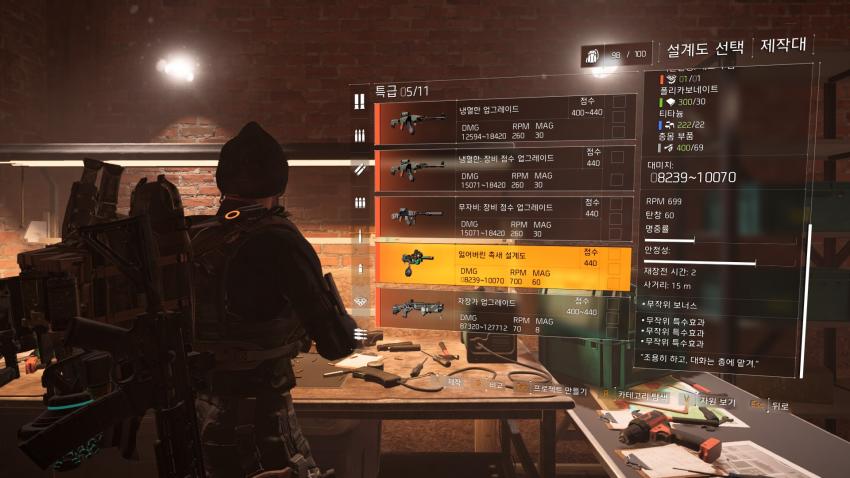 98 / 100
설계도 선택
제작대
특급 05/11
냉혈한 업그레이드
점수
400~440
DMG RPM MAG
12594~18420 260 30
냉혈한: 장비 점수 업그레이드
점수
440
DMG RPM MAG
15071~18420 260 30
무자비: 장비 점수 업그레이드
점수
440
DMG RPM MAG
15071~18420 260 30
잃어버린 촉새 설계도
점수
440
DMG RPM MAG
08239~10070 700 60
자장가 업그레이드
점수
400~440
DMG RPM MAG
87320~127712 70 8
01/01
폴리카보네이트
300/30
티타늄
222/22
총몸 부품
400/69
대미지:
08239~10070
RPM 699
탄창 60
명중률
안정성:
재장전 시간: 2
사거리: 15 m
• 무작위 보너스
• 무작위 특수효과
• 무작위 특수효과
• 무작위 특수효과
"조용히 하고, 대화는 총에 맡겨."
제작
비교
프로젝트 만들기
R 카테고리 탐색
V 자원 보기
Esc 뒤로